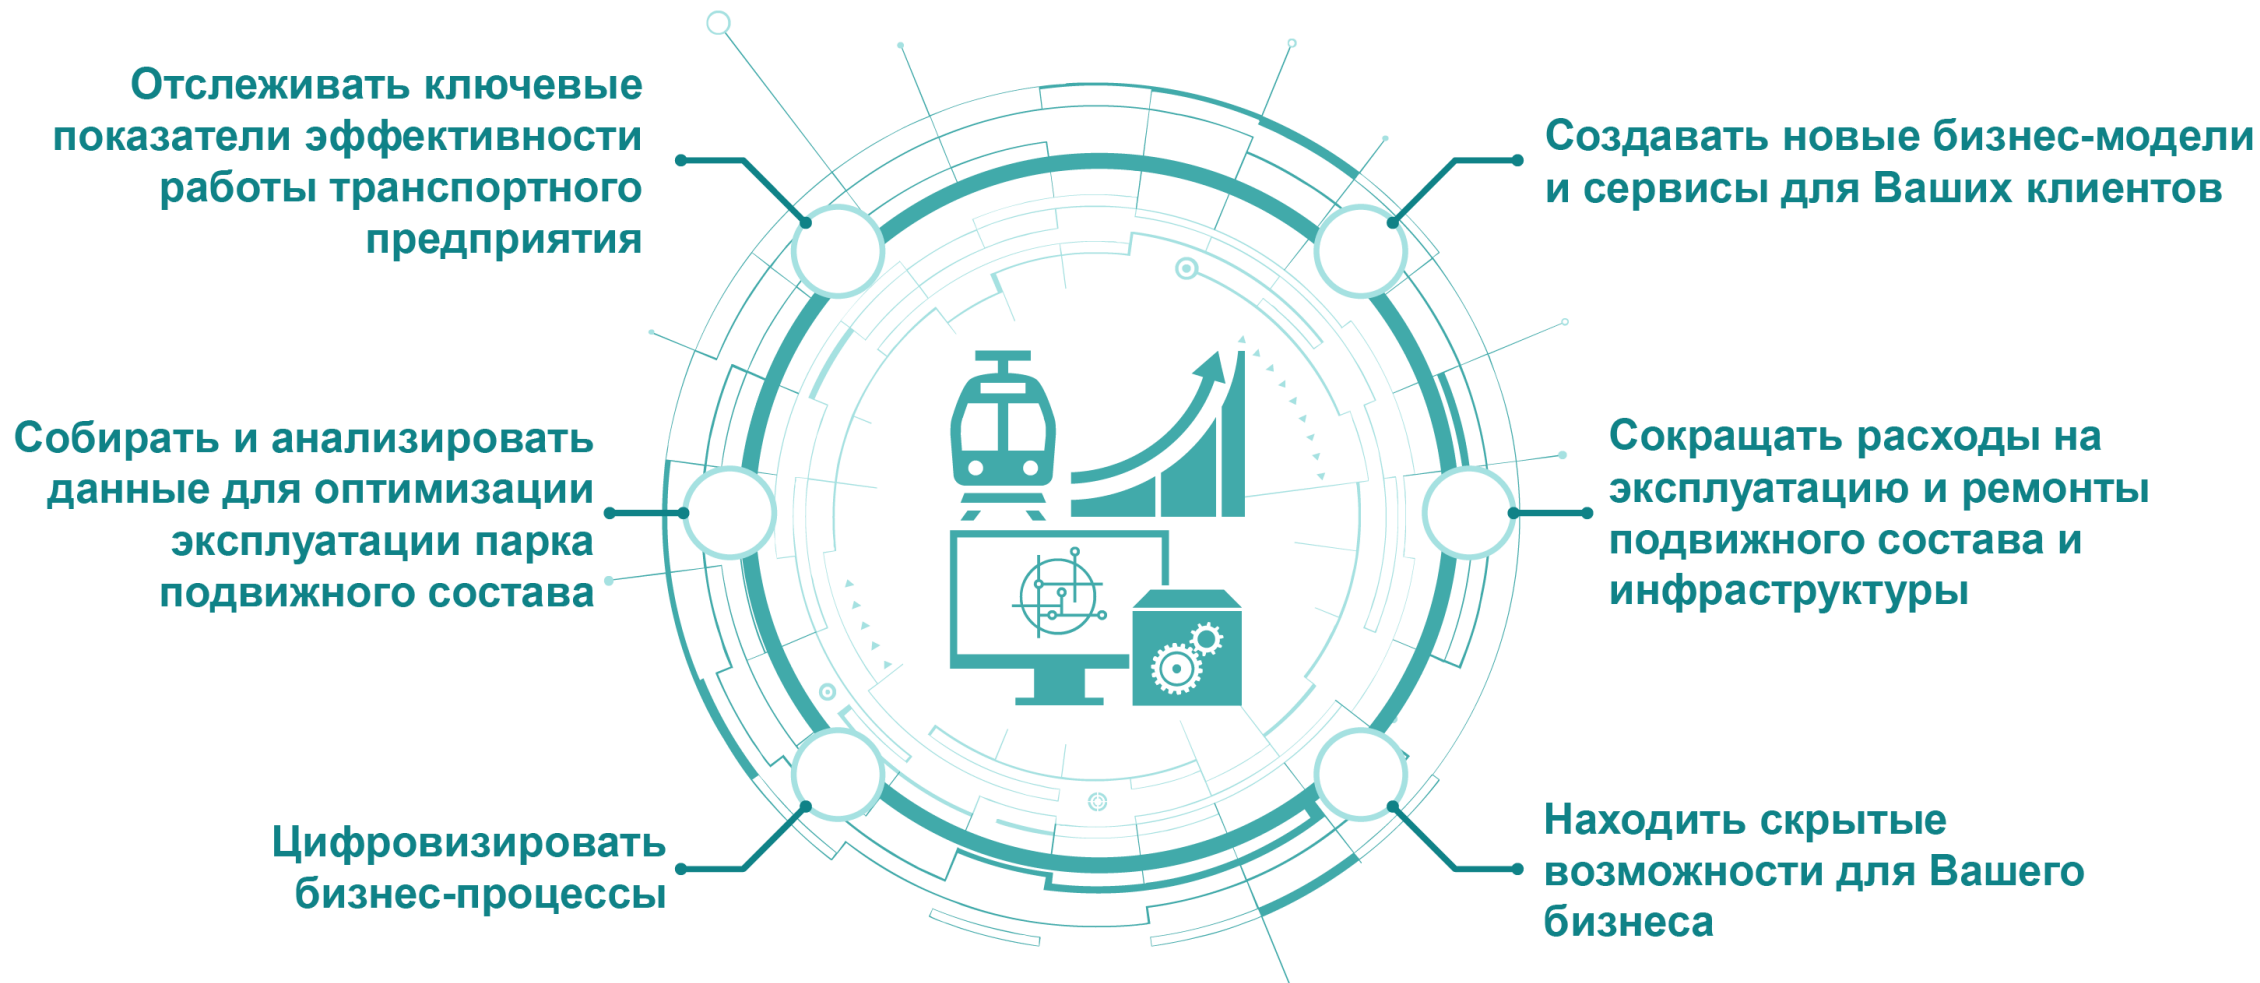 Отслеживать ключевые
показатели эффективности
работы транспортного
предприятия
Собирать и анализировать
данные для оптимизации
эксплуатации парка
подвижного состава
Цифровизировать
бизнес-процессы
Создавать новые бизнес-модели
и сервисы для Ваших клиентов
Сокращать расходы на
эксплуатацию и ремонты
подвижного состава и
инфраструктуры
Находить скрытые
возможности для Вашего
бизнеса